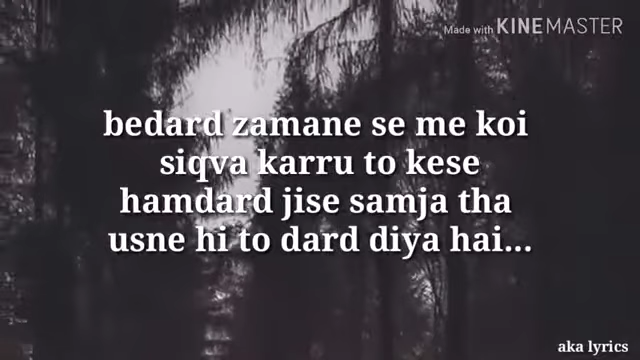 Made with KINEMASTER
bedard zamane se me koi
siqva karru to kese
hamdard jise samja tha
usne hi to dard diya hai...
aka lyrics